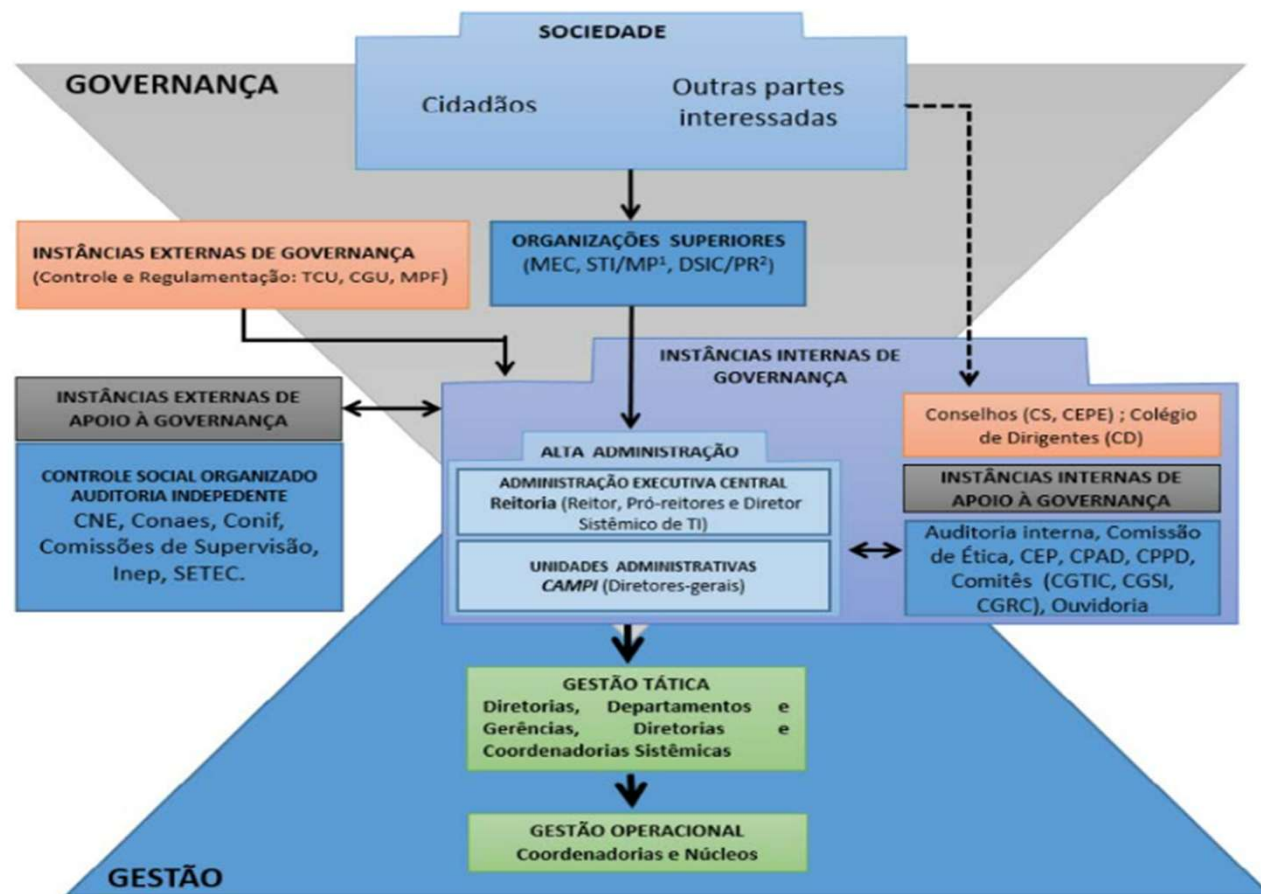 SOCIEDADE
GOVERNANÇA
Cidadãos
Outras partes
interessadas
INSTÂNCIAS EXTERNAS DE GOVERNANÇA
(Controle e Regulamentação: TCU, CGU, MPF)
ORGANIZAÇÕES SUPERIORES
(MEC, STI/MP¹, DSIC/PR²)
INSTÂNCIAS INTERNAS DE
GOVERNANÇA
INSTÂNCIAS EXTERNAS DE
APOIO À GOVERNANÇA
CONTROLE SOCIAL ORGANIZADO
AUDITORIA INDEPEDENTE
CNE, Conaes, Conif,
Comissões de Supervisão,
Inep, SETEC.
ALTA ADMINISTRAÇÃO
ADMINISTRAÇÃO EXECUTIVA CENTRAL
Reitoria (Reitor, Pró-reitores e Diretor
Sistêmico de TI)
UNIDADES ADMINISTRATIVAS
CAMPI (Diretores-gerais)
Conselhos (CS, CEPE) ; Colégio
de Dirigentes (CD)
INSTÂNCIAS INTERNAS DE
APOIO À GOVERNANÇA
Auditoria interna, Comissão
de Ética, CEP, CPAD, CPPD,
Comitês (CGTIC, CGSI,
CGRC), Ouvidoria
GESTÃO TÁTICA
Diretorias, Departamentos e
Gerências, Diretorias e
Coordenadorias Sistêmicas
GESTÃO OPERACIONAL
Coordenadorias e Núcleos
GESTÃO